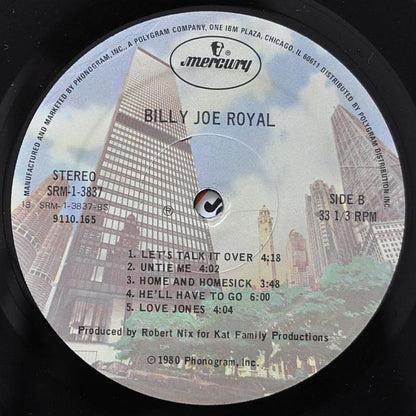 MANUFACTURED AND MARKETED BY PHONOGRAM, INC., A POLYGRAM COMPANY, ONE IBM PLAZA, CHICAGO, IL 60611 DISTRIBUTED BY POLYGRAM DISTRIBUTION INC.
mercury
BILLY JOE ROYAL
STEREO
SRM-1-3837
18 SRM-1-3837-BS
9110.165
SIDE B
33 1/3 RPM
1. LET'S TALK IT OVER 4:18
2. UNTIE ME 4:02
3. HOME AND HOMESICK 3:48
4. HE'LL HAVE TO GO 6:00
5. LOVE JONES 4:04
Produced by Robert Nix for Kat Family Productions
©1980 Phonogram, Inc.